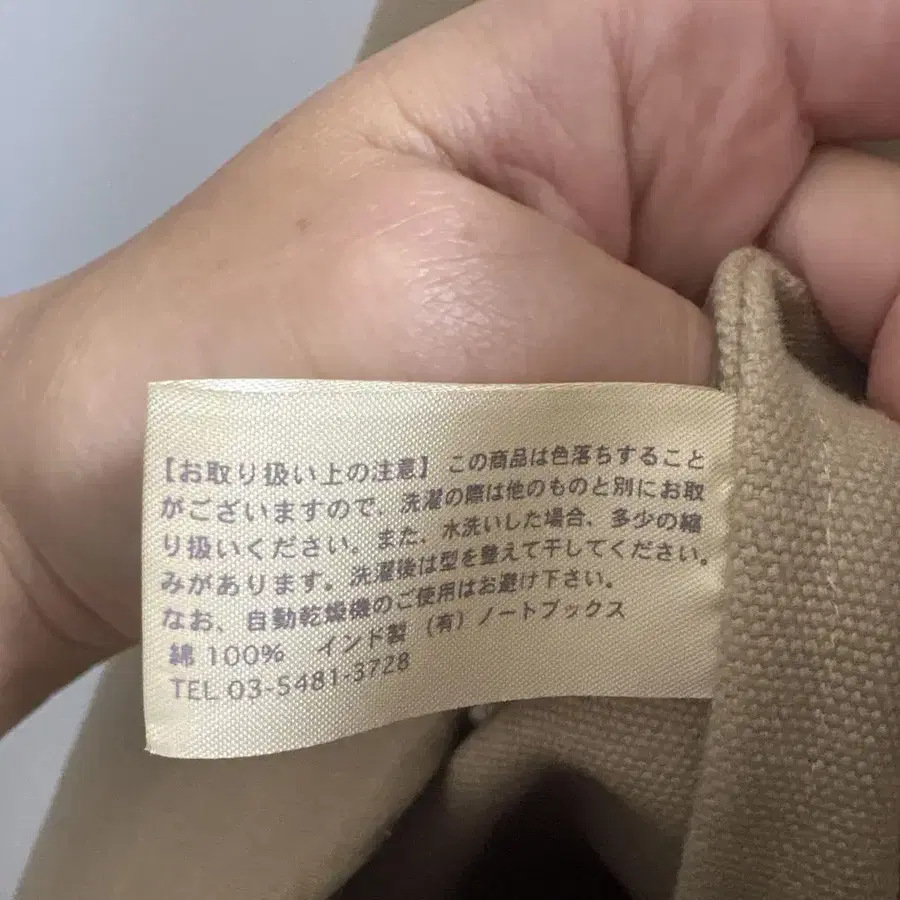 【お取り扱い上の注意】この商品は色落ちすること
がございますので、洗濯の際は他のものと別にお取
り扱いください。また、水洗いした場合、多少の縮
みがあります。洗濯後は型を整えて干してください。
なお、自動乾燥機のご使用はお避け下さい。
綿 100% インド製 (有) ノートブックス
TEL 03-5481-3728